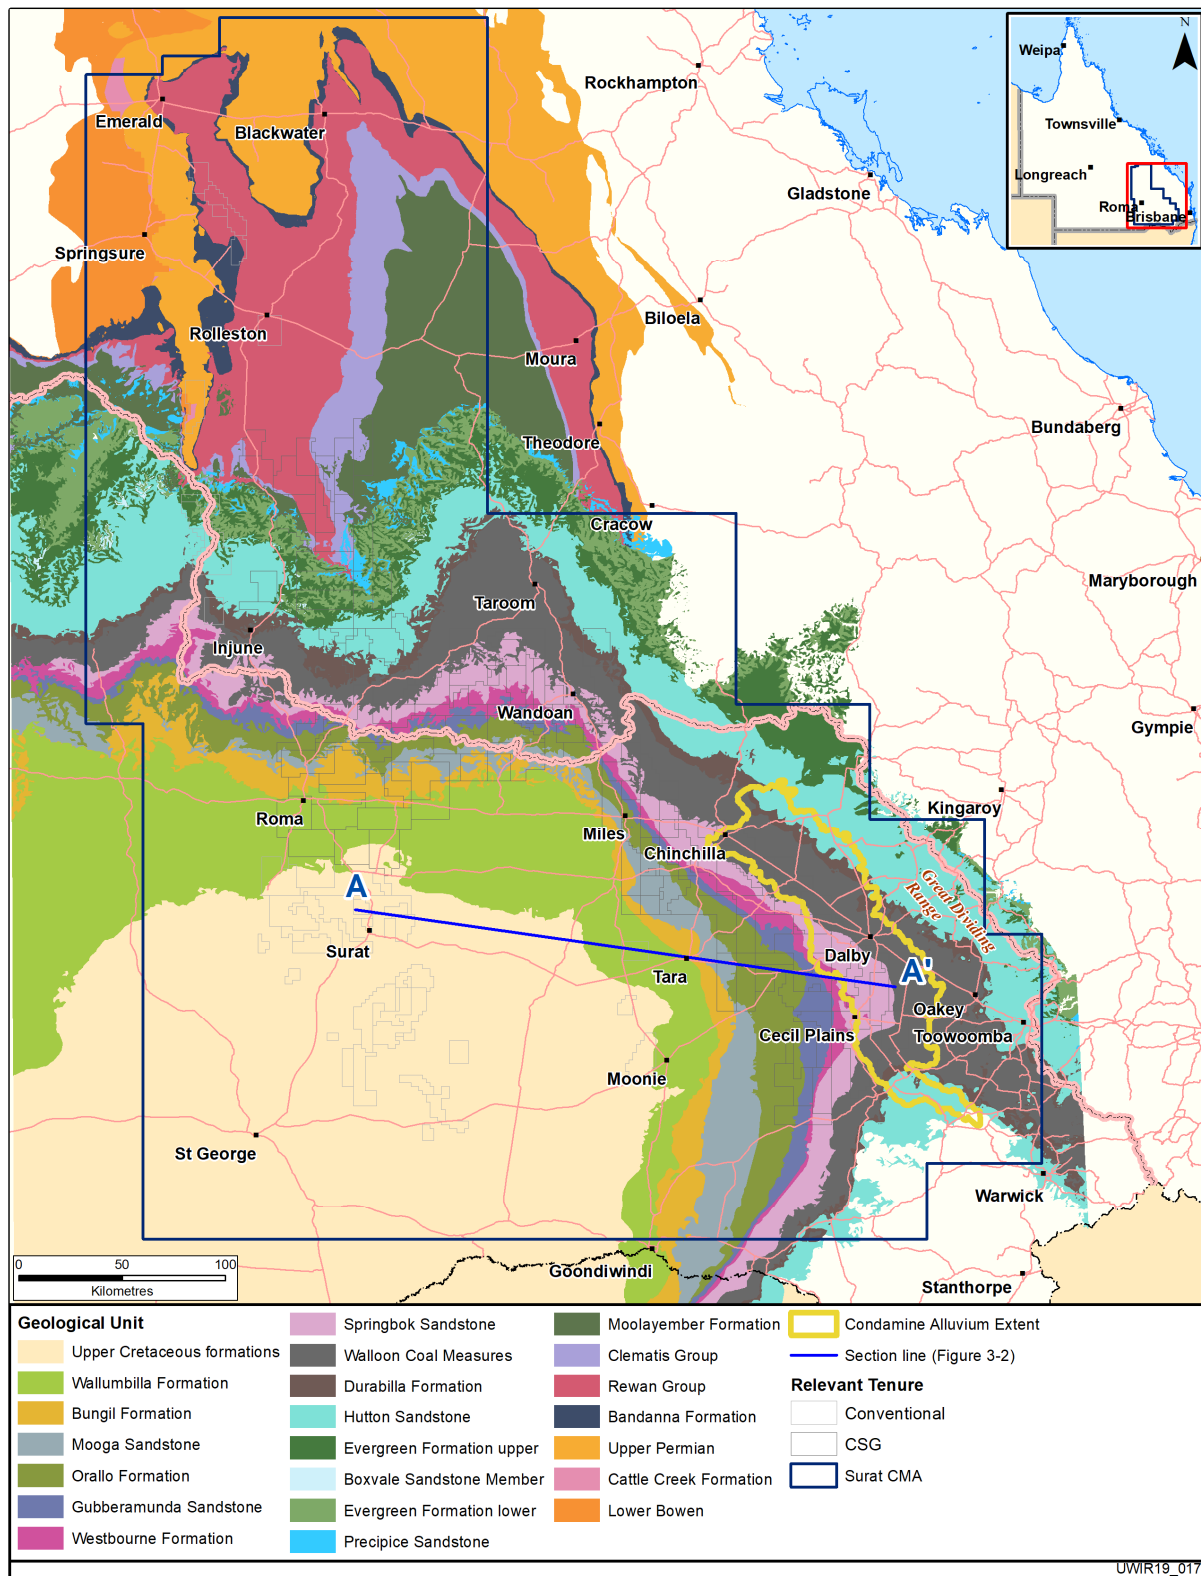 N
Weipa
Townsville
Longreach
Roma
Brisbane
Rockhampton
Emerald
Blackwater
Gladstone
Springsure
Rolleston
Biloela
Moura
Bundaberg
Theodore
Cracow
Maryborough
Taroom
Injune
Wandoan
Gympie
Kingaroy
Roma
Miles
Chinchilla
Great Dividing
Range
A
Surat
Dalby
A'
Tara
Oakey
Cecil Plains
Toowoomba
Moonie
St George
Warwick
Goondiwindi
Stanthorpe
0 50 100
Kilometres
Geological Unit
Upper Cretaceous formations
Wallumbilla Formation
Bungil Formation
Mooga Sandstone
Orallo Formation
Gubberamunda Sandstone
Westbourne Formation
Springbok Sandstone
Walloon Coal Measures
Durabilla Formation
Hutton Sandstone
Evergreen Formation upper
Boxvale Sandstone Member
Evergreen Formation lower
Precipice Sandstone
Moolayember Formation
Clematis Group
Rewan Group
Bandanna Formation
Upper Permian
Cattle Creek Formation
Lower Bowen
Condamine Alluvium Extent
Section line (Figure 3-2)
Relevant Tenure
Conventional
CSG
Surat CMA
UWIR19_017